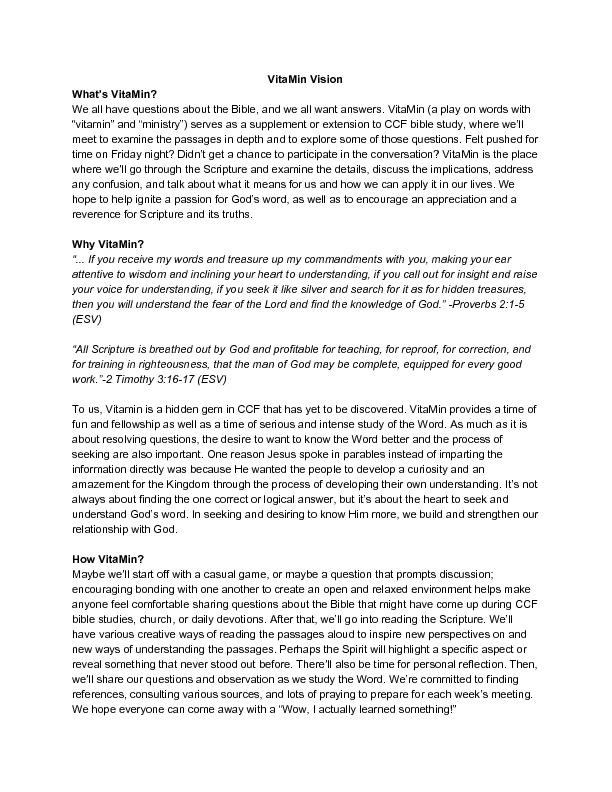 VitaMin Vision
What's VitaMin?
We all have questions about the Bible, and we all want answers. VitaMin (a play on words with
“vitamin” and “ministry”) serves as a supplement or extension to CCF bible study, where we'll
meet to examine the passages in depth and to explore some of those questions. Felt pushed for
time on Friday night? Didn't get a chance to participate in the conversation? VitaMin is the place
where we'll go through the Scripture and examine the details, discuss the implications, address
any confusion, and talk about what it means for us and how we can apply it in our lives. We
hope to help ignite a passion for God's word, as well as to encourage an appreciation and a
reverence for Scripture and its truths.
Why VitaMin?
“... If you receive my words and treasure up my commandments with you, making your ear
attentive to wisdom and inclining your heart to understanding, if you call out for insight and raise
your voice for understanding, if you seek it like silver and search for it as for hidden treasures,
then you will understand the fear of the Lord and find the knowledge of God.” -Proverbs 2:1-5
(ESV)
“All Scripture is breathed out by God and profitable for teaching, for reproof, for correction, and
for training in righteousness, that the man of God may be complete, equipped for every good
work.”-2 Timothy 3:16-17 (ESV)
To us, Vitamin is a hidden gem in CCF that has yet to be discovered. VitaMin provides a time of
fun and fellowship as well as a time of serious and intense study of the Word. As much as it is
about resolving questions, the desire to want to know the Word better and the process of
seeking are also important. One reason Jesus spoke in parables instead of imparting the
information directly was because He wanted the people to develop a curiosity and an
amazement for the Kingdom through the process of developing their own understanding. It's not
always about finding the one correct or logical answer, but it's about the heart to seek and
understand God's word. In seeking and desiring to know Him more, we build and strengthen our
relationship with God.
How VitaMin?
Maybe we'll start off with a casual game, or maybe a question that prompts discussion;
encouraging bonding with one another to create an open and relaxed environment helps make
anyone feel comfortable sharing questions about the Bible that might have come up during CCF
bible studies, church, or daily devotions. After that, we'll go into reading the Scripture. We'll
have various creative ways of reading the passages aloud to inspire new perspectives on and
new ways of understanding the passages. Perhaps the Spirit will highlight a specific aspect or
reveal something that never stood out before. There'll also be time for personal reflection. Then,
we'll share our questions and observation as we study the Word. We're committed to finding
references, consulting various sources, and lots of praying to prepare for each week's meeting.
We hope everyone can come away with a “Wow, I actually learned something!”